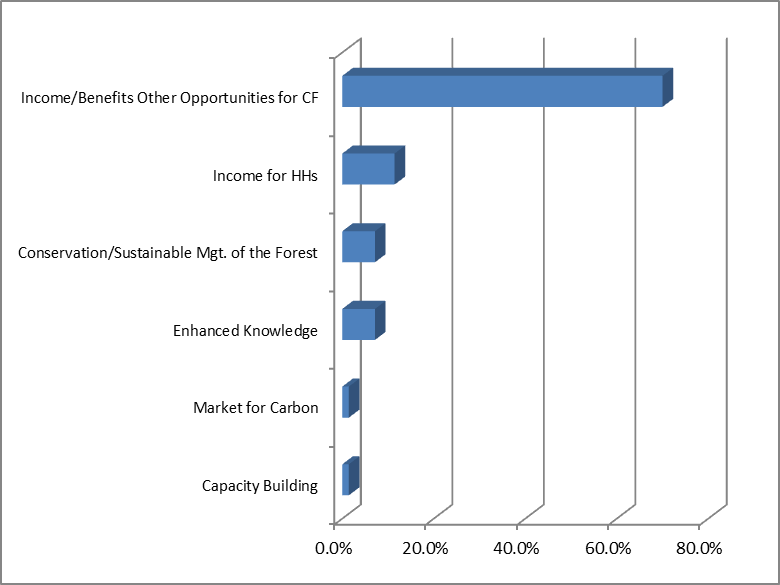 Income/Benefits Other Opportunities for CF
Income for HHs
Conservation/Sustainable Mgt. of the Forest
Enhanced Knowledge
Market for Carbon
Capacity Building
0.0% 20.0% 40.0% 60.0% 80.0%